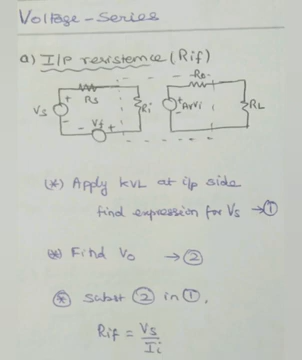 Voltage - Series
a) I/P resistence (Rif)
Rs Ro
Vs + - Vf Ri + AvVi RL
(*) Apply KVL at i/p side
find expression for Vs → ①
(*) Find Vo → ②
(*) Subst ② in ①,
Rif = Vs
Ii